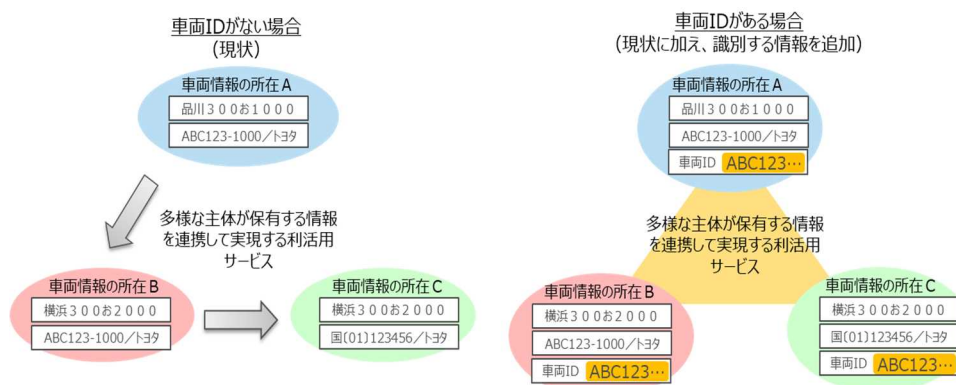 車両IDがない場合
(現状)
車両情報の所在A
品川３００お１０００
ABC123-1000／トヨタ
多様な主体が保有する情報
を連携して実現する利活用
サービス
車両情報の所在B
横浜３００お２０００
ABC123-1000／トヨタ
車両情報の所在C
横浜３００お２０００
国[01]123456／トヨタ
車両IDがある場合
(現状に加え、識別する情報を追加)
車両情報の所在A
品川３００お１０００
ABC123-1000／トヨタ
車両ID ABC123…
多様な主体が保有する情報
を連携して実現する利活用
サービス
車両情報の所在B
横浜３００お２０００
ABC123-1000／トヨタ
車両ID ABC123…
車両情報の所在C
横浜３００お２０００
国[01]123456／トヨタ
車両ID ABC123…